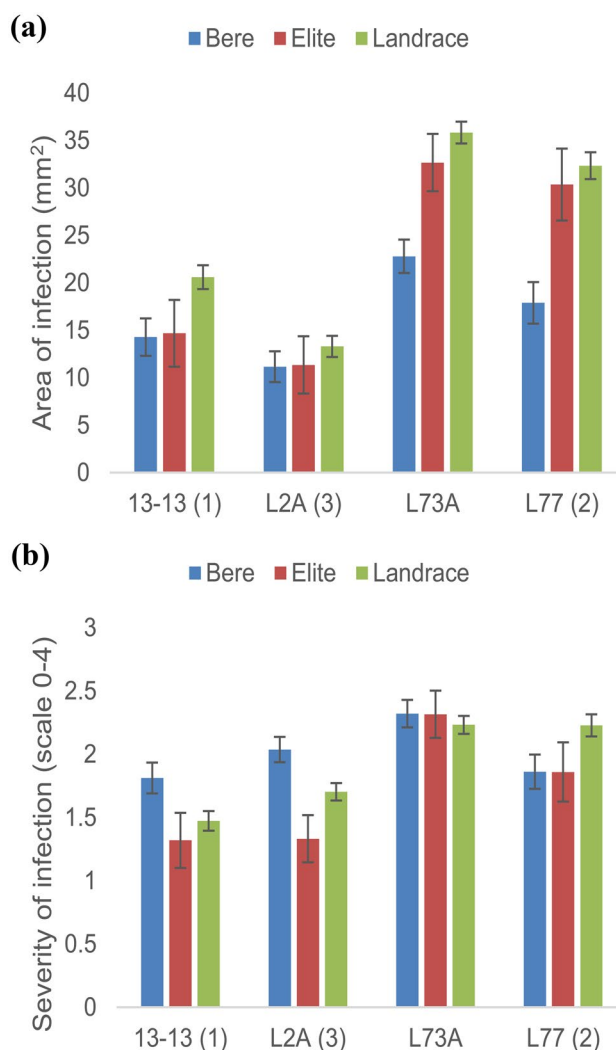 (a)
Bere Elite Landrace
Area of infection (mm²)
40
35
30
25
20
15
10
5
0
13-13 (1) L2A (3) L73A L77 (2)
(b)
Bere Elite Landrace
Severity of infection (scale 0-4)
3
2.5
2
1.5
1
0.5
0
13-13 (1) L2A (3) L73A L77 (2)